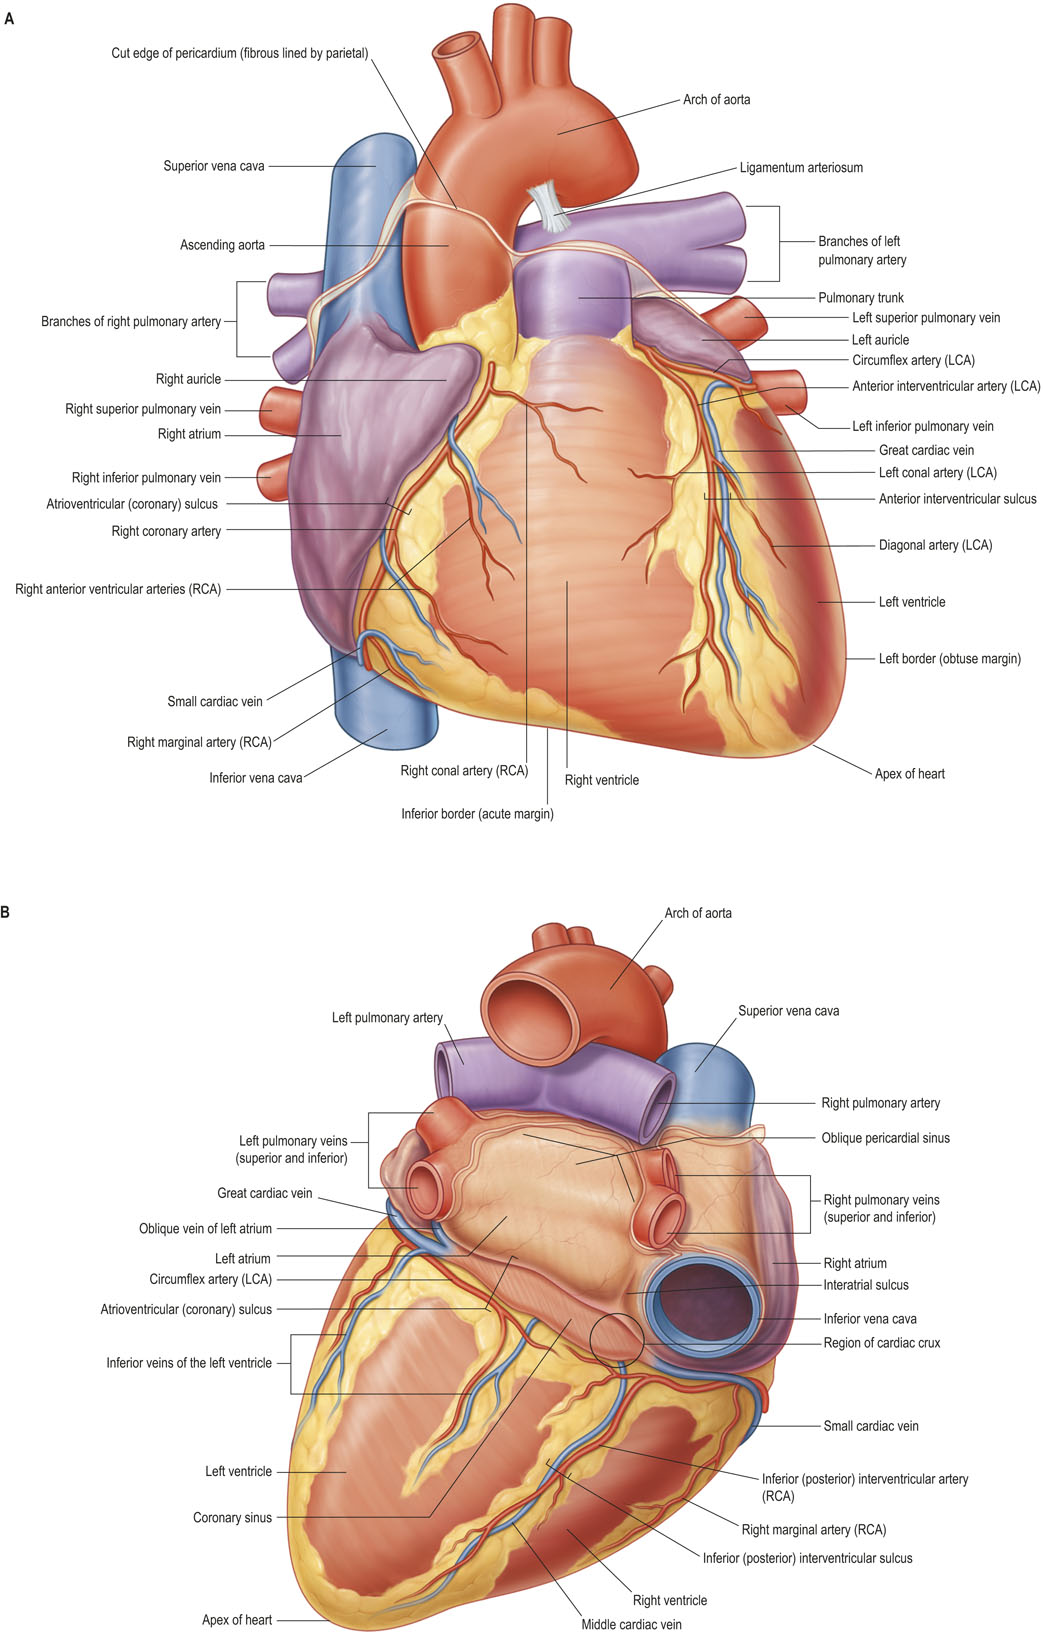 A
Cut edge of pericardium (fibrous lined by parietal)
Arch of aorta
Superior vena cava
Ligamentum arteriosum
Ascending aorta
Branches of left
pulmonary artery
Pulmonary trunk
Branches of right pulmonary artery
Left superior pulmonary vein
Left auricle
Circumflex artery (LCA)
Right auricle
Anterior interventricular artery (LCA)
Right superior pulmonary vein
Left inferior pulmonary vein
Right atrium
Great cardiac vein
Right inferior pulmonary vein
Left conal artery (LCA)
Atrioventricular (coronary) sulcus
Anterior interventricular sulcus
Right coronary artery
Diagonal artery (LCA)
Right anterior ventricular arteries (RCA)
Left ventricle
Left border (obtuse margin)
Small cardiac vein
Right marginal artery (RCA)
Right conal artery (RCA)
Inferior vena cava
Right ventricle
Apex of heart
Inferior border (acute margin)
B
Arch of aorta
Left pulmonary artery
Superior vena cava
Right pulmonary artery
Oblique pericardial sinus
Left pulmonary veins
(superior and inferior)
Great cardiac vein
Right pulmonary veins
(superior and inferior)
Oblique vein of left atrium
Left atrium
Right atrium
Circumflex artery (LCA)
Interatrial sulcus
Atrioventricular (coronary) sulcus
Inferior vena cava
Region of cardiac crux
Inferior veins of the left ventricle
Small cardiac vein
Left ventricle
Inferior (posterior) interventricular artery
(RCA)
Coronary sinus
Right marginal artery (RCA)
Inferior (posterior) interventricular sulcus
Right ventricle
Apex of heart
Middle cardiac vein